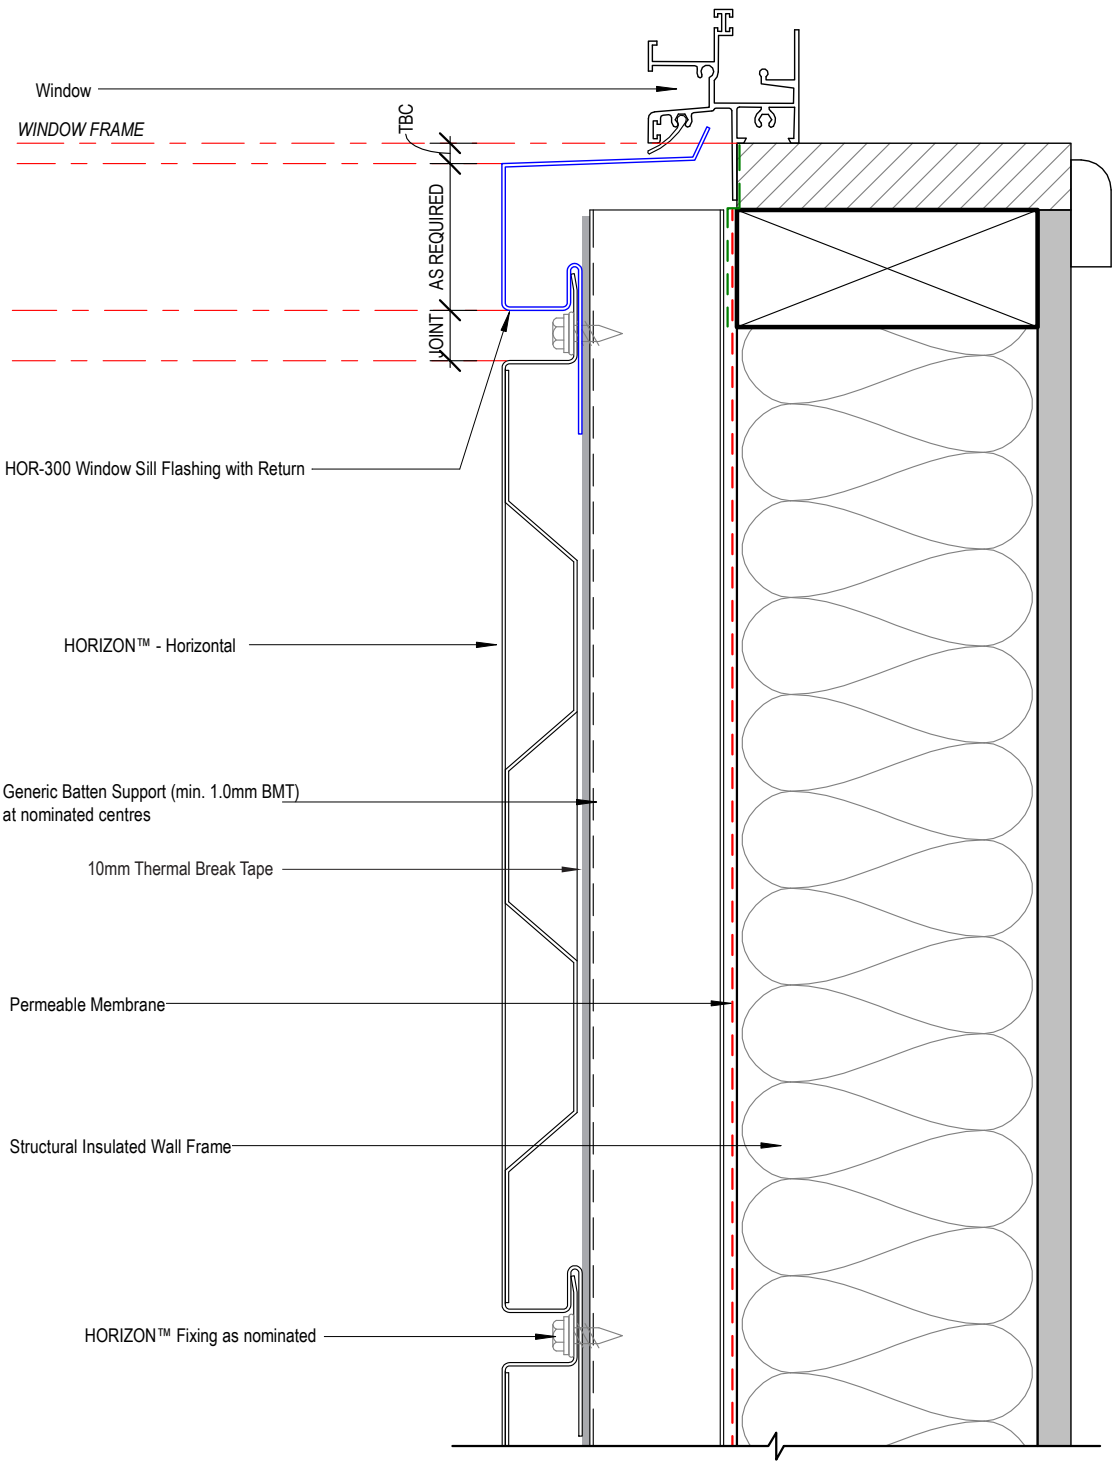 Window
WINDOW FRAME
TBC
AS REQUIRED
JOINT
HOR-300 Window Sill Flashing with Return
HORIZON™ - Horizontal
Generic Batten Support (min. 1.0mm BMT)
at nominated centres
10mm Thermal Break Tape
Permeable Membrane
Structural Insulated Wall Frame
HORIZON™ Fixing as nominated